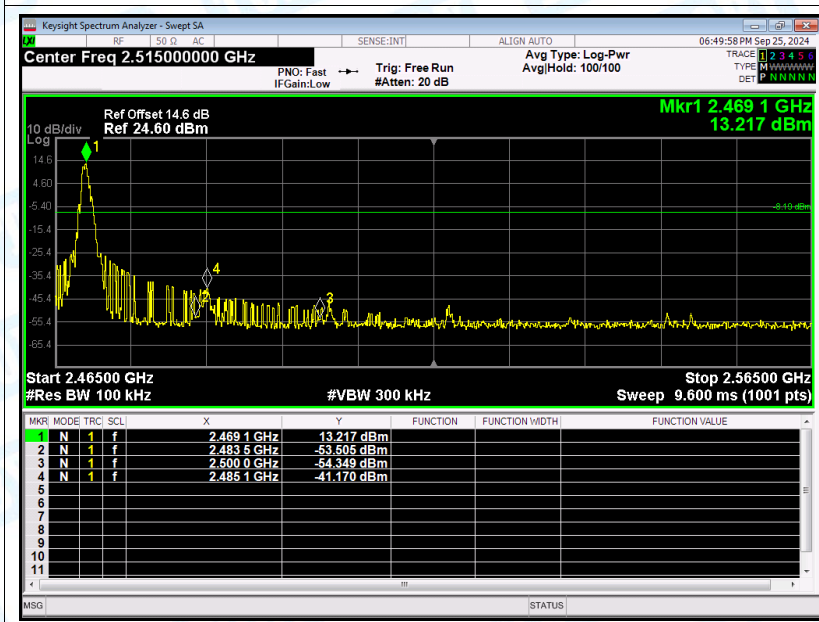 Keysight Spectrum Analyzer - Swept SA
LXI RF 50 Ω AC SENSE:INT ALIGN AUTO 06:49:58 PM Sep 25, 2024
Center Freq 2.515000000 GHz
PNO: Fast
IFGain:Low
Trig: Free Run
#Atten: 20 dB
Avg Type: Log-Pwr
Avg|Hold: 100/100
TRACE 1 2 3 4 5 6
TYPE M W W W W W
DET P N N N N N
Mkr1 2.469 1 GHz
13.217 dBm
Ref Offset 14.6 dB
10 dB/div Ref 24.60 dBm
Log
1
14.6
4.60
-5.40
-8.19 dBm
-15.4
-25.4
-35.4
4
-45.4
2 3
-55.4
-65.4
Start 2.46500 GHz Stop 2.56500 GHz
#Res BW 100 kHz #VBW 300 kHz Sweep 9.600 ms (1001 pts)
MKR MODE TRC SCL X Y FUNCTION FUNCTION WIDTH FUNCTION VALUE
1 N 1 f 2.469 1 GHz 13.217 dBm
2 N 1 f 2.483 5 GHz -53.505 dBm
3 N 1 f 2.500 0 GHz -54.349 dBm
4 N 1 f 2.485 1 GHz -41.170 dBm
5
6
7
8
9
10
11
MSG STATUS